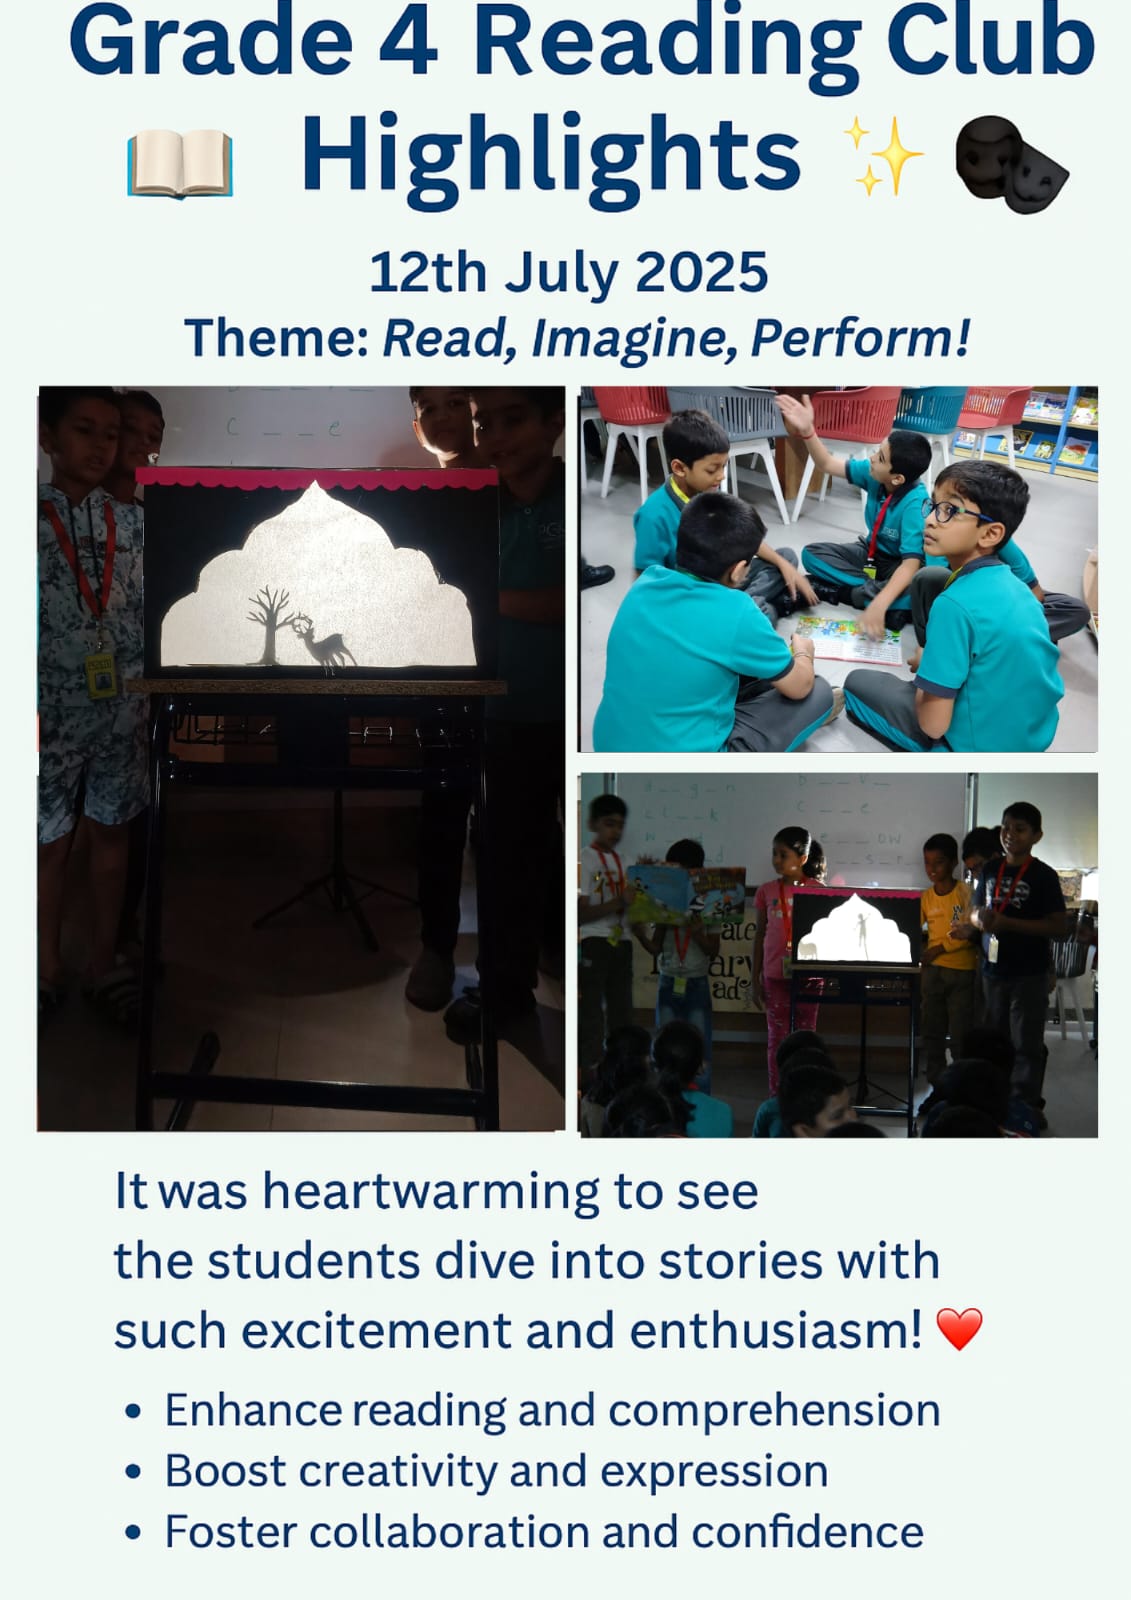 Grade 4 Reading Club
Highlights
12th July 2025
Theme: Read, Imagine, Perform!
C _ _ e
C _ _ e
It was heartwarming to see
the students dive into stories with
such excitement and enthusiasm!
• Enhance reading and comprehension
• Boost creativity and expression
• Foster collaboration and confidence